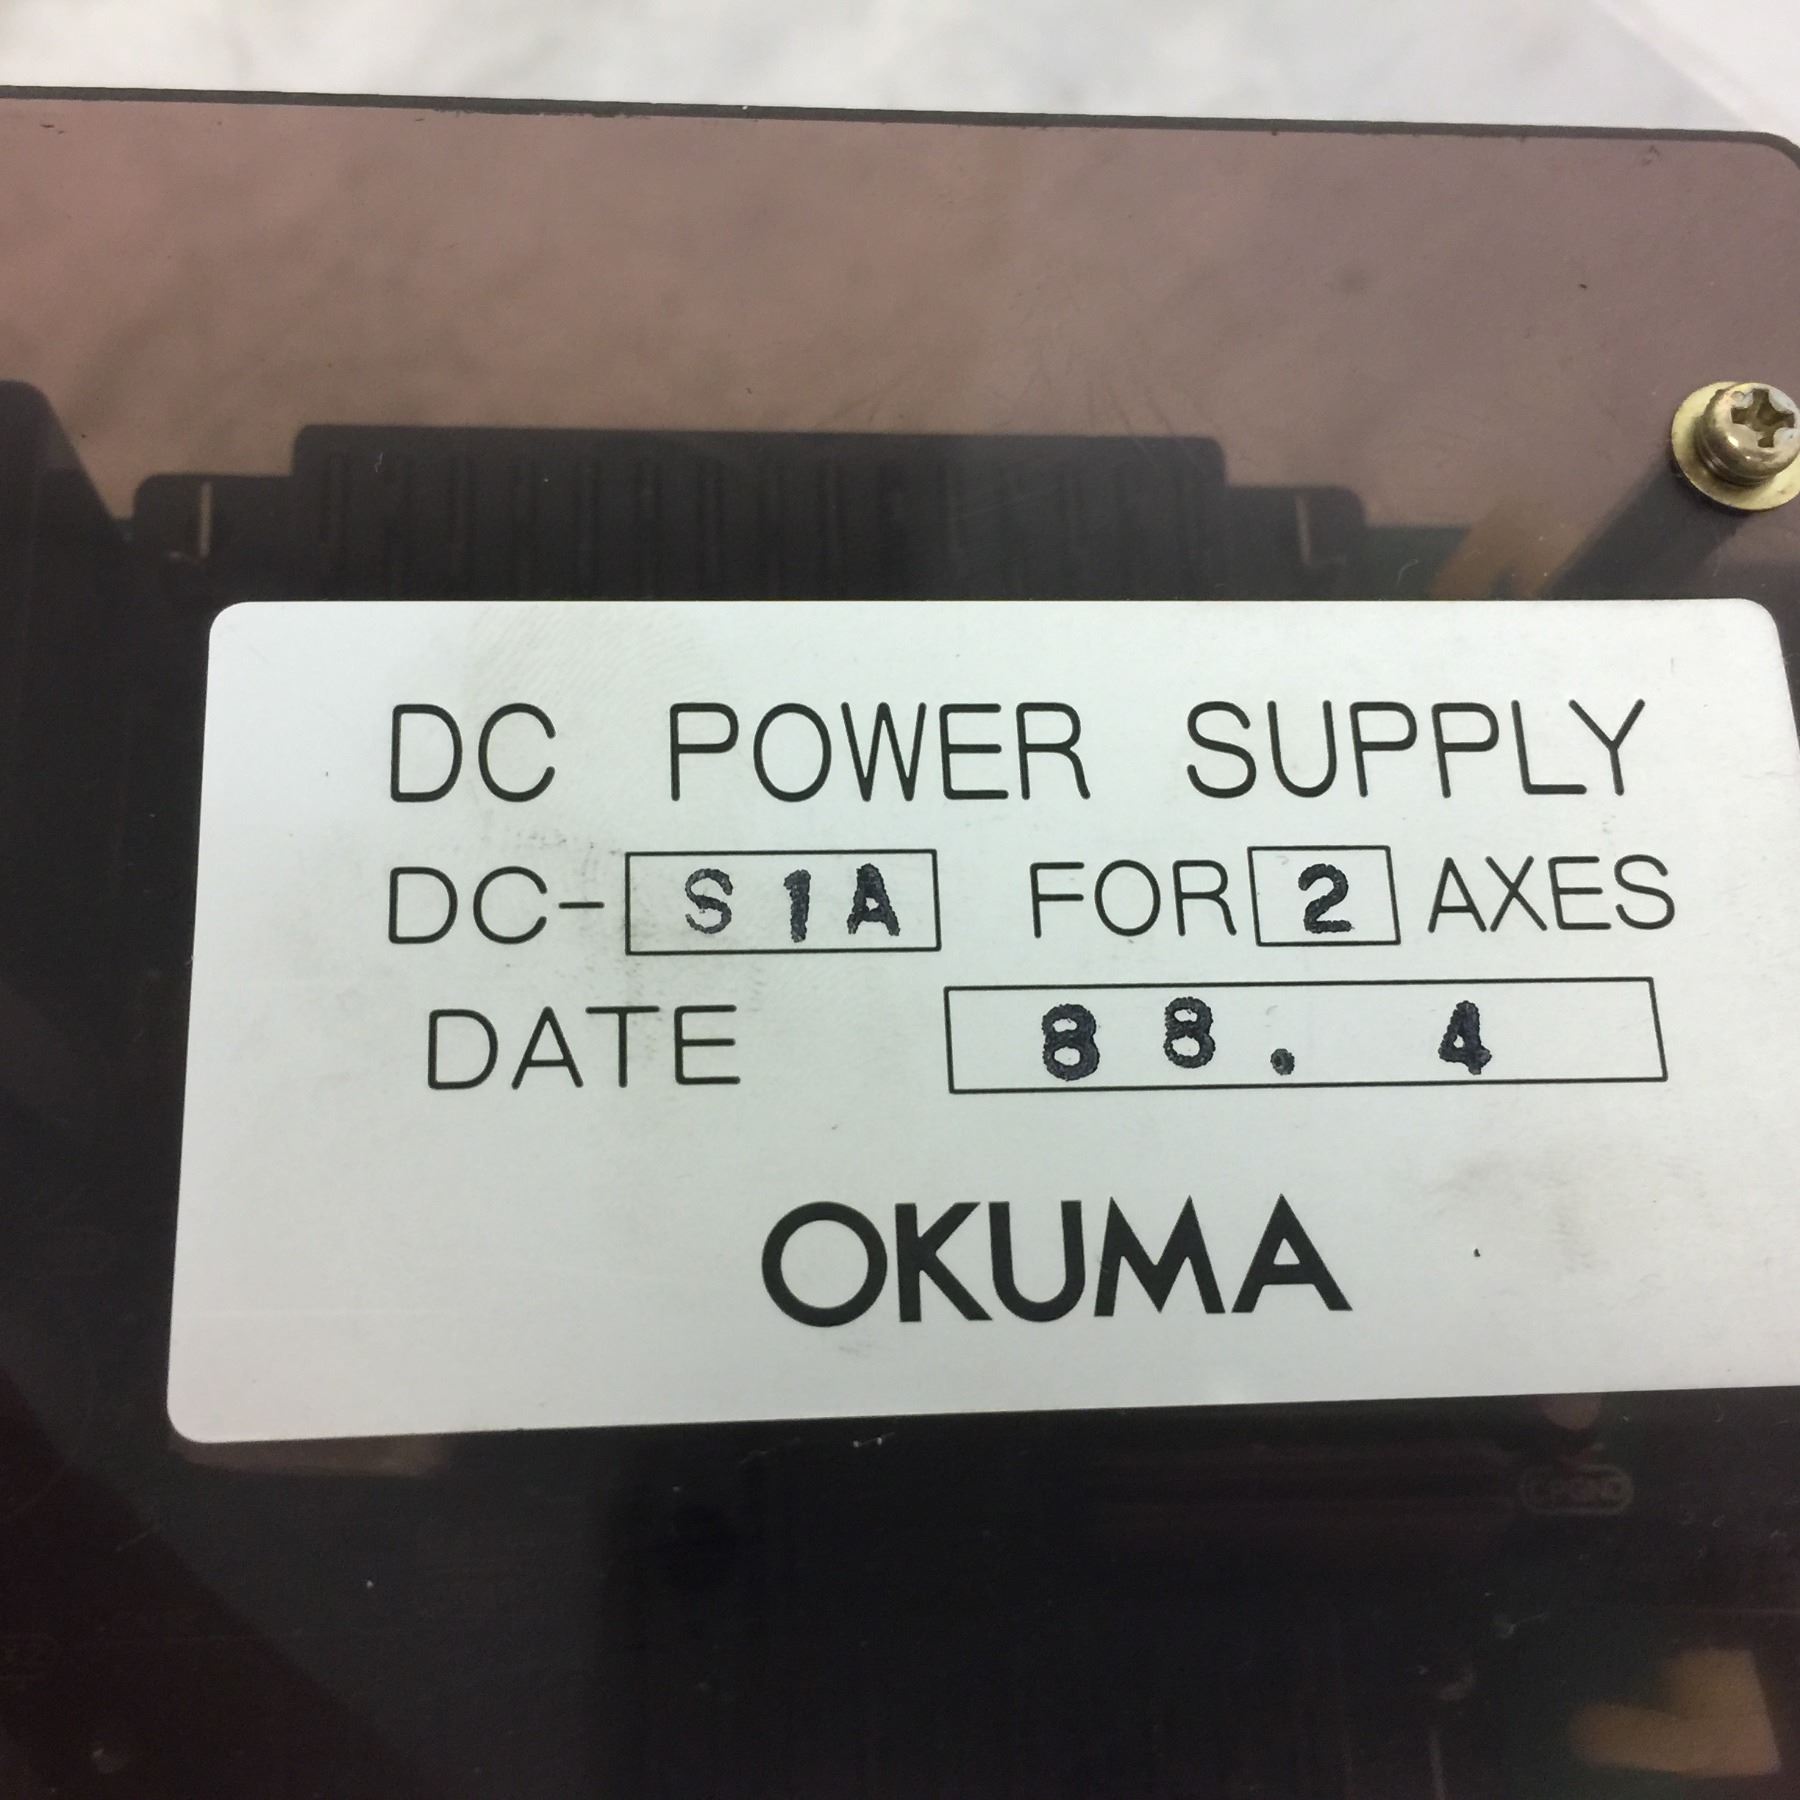 DC POWER SUPPLY
DC-S1A FOR 2 AXES
DATE 88. 4
OKUMA